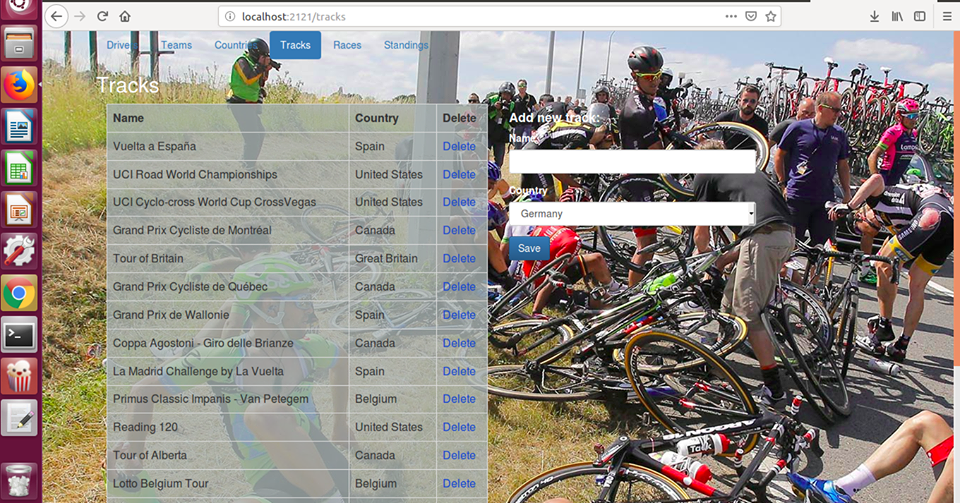 localhost:2121/tracks
Drivers Teams Countries Tracks Races Standings
Tracks
Name Country Delete
Vuelta a España Spain Delete
UCI Road World Championships United States Delete
UCI Cyclo-cross World Cup CrossVegas United States Delete
Grand Prix Cycliste de Montréal Canada Delete
Tour of Britain Great Britain Delete
Grand Prix Cycliste de Québec Canada Delete
Grand Prix de Wallonie Spain Delete
Coppa Agostoni - Giro delle Brianze Canada Delete
La Madrid Challenge by La Vuelta Spain Delete
Primus Classic Impanis - Van Petegem Belgium Delete
Reading 120 United States Delete
Tour of Alberta Canada Delete
Lotto Belgium Tour Belgium Delete
Add new track:
Name
Country
Germany
Save